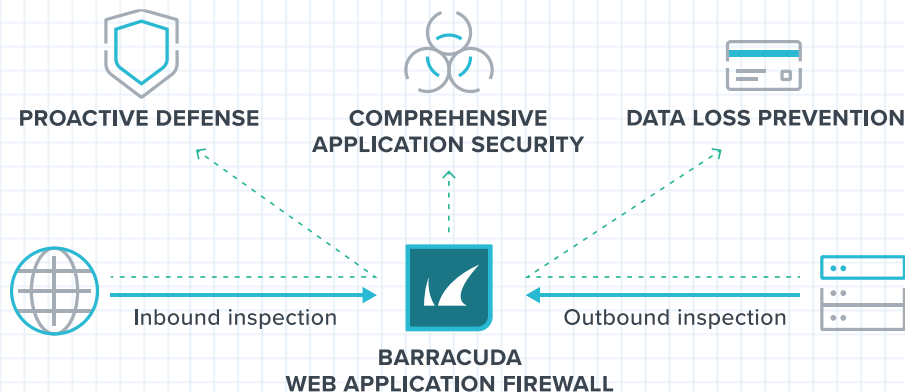 PROACTIVE DEFENSE
COMPREHENSIVE
APPLICATION SECURITY
DATA LOSS PREVENTION
Inbound inspection
Outbound inspection
BARRACUDA
WEB APPLICATION FIREWALL